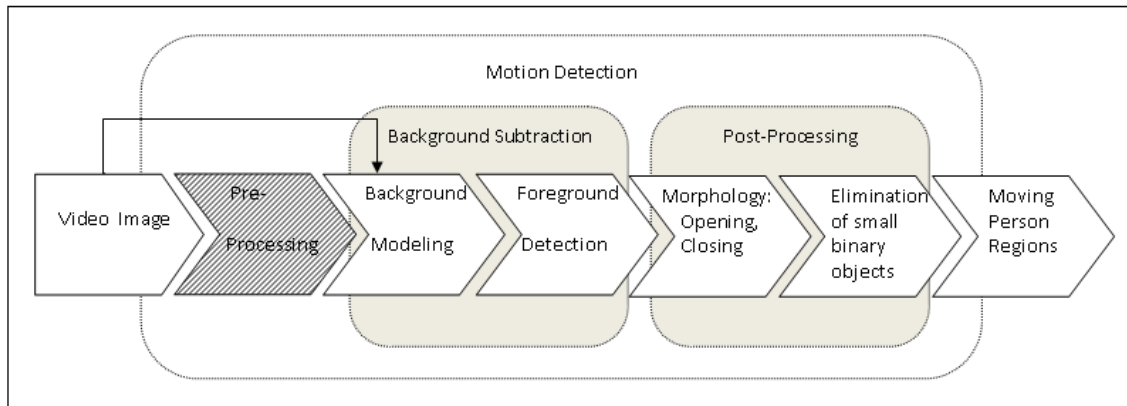 Motion Detection
Background Subtraction
Post-Processing
Video Image
Pre-
Processing
Background
Modeling
Foreground
Detection
Morphology:
Opening,
Closing
Elimination
of small
binary
objects
Moving
Person
Regions